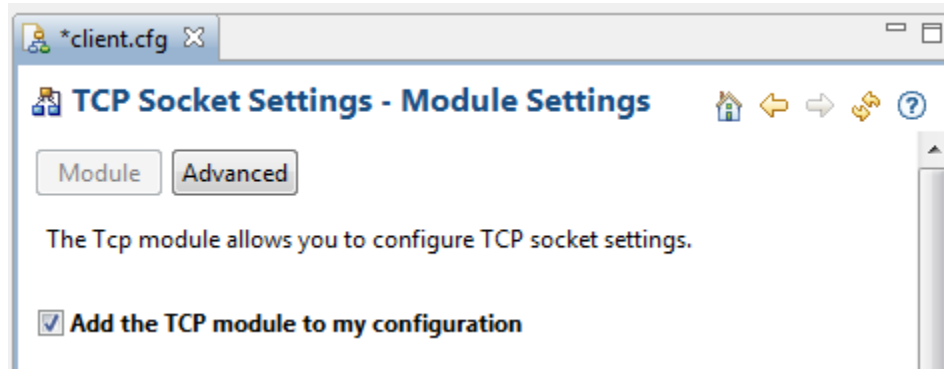 *client.cfg
TCP Socket Settings - Module Settings
Module Advanced
The Tcp module allows you to configure TCP socket settings.
Add the TCP module to my configuration